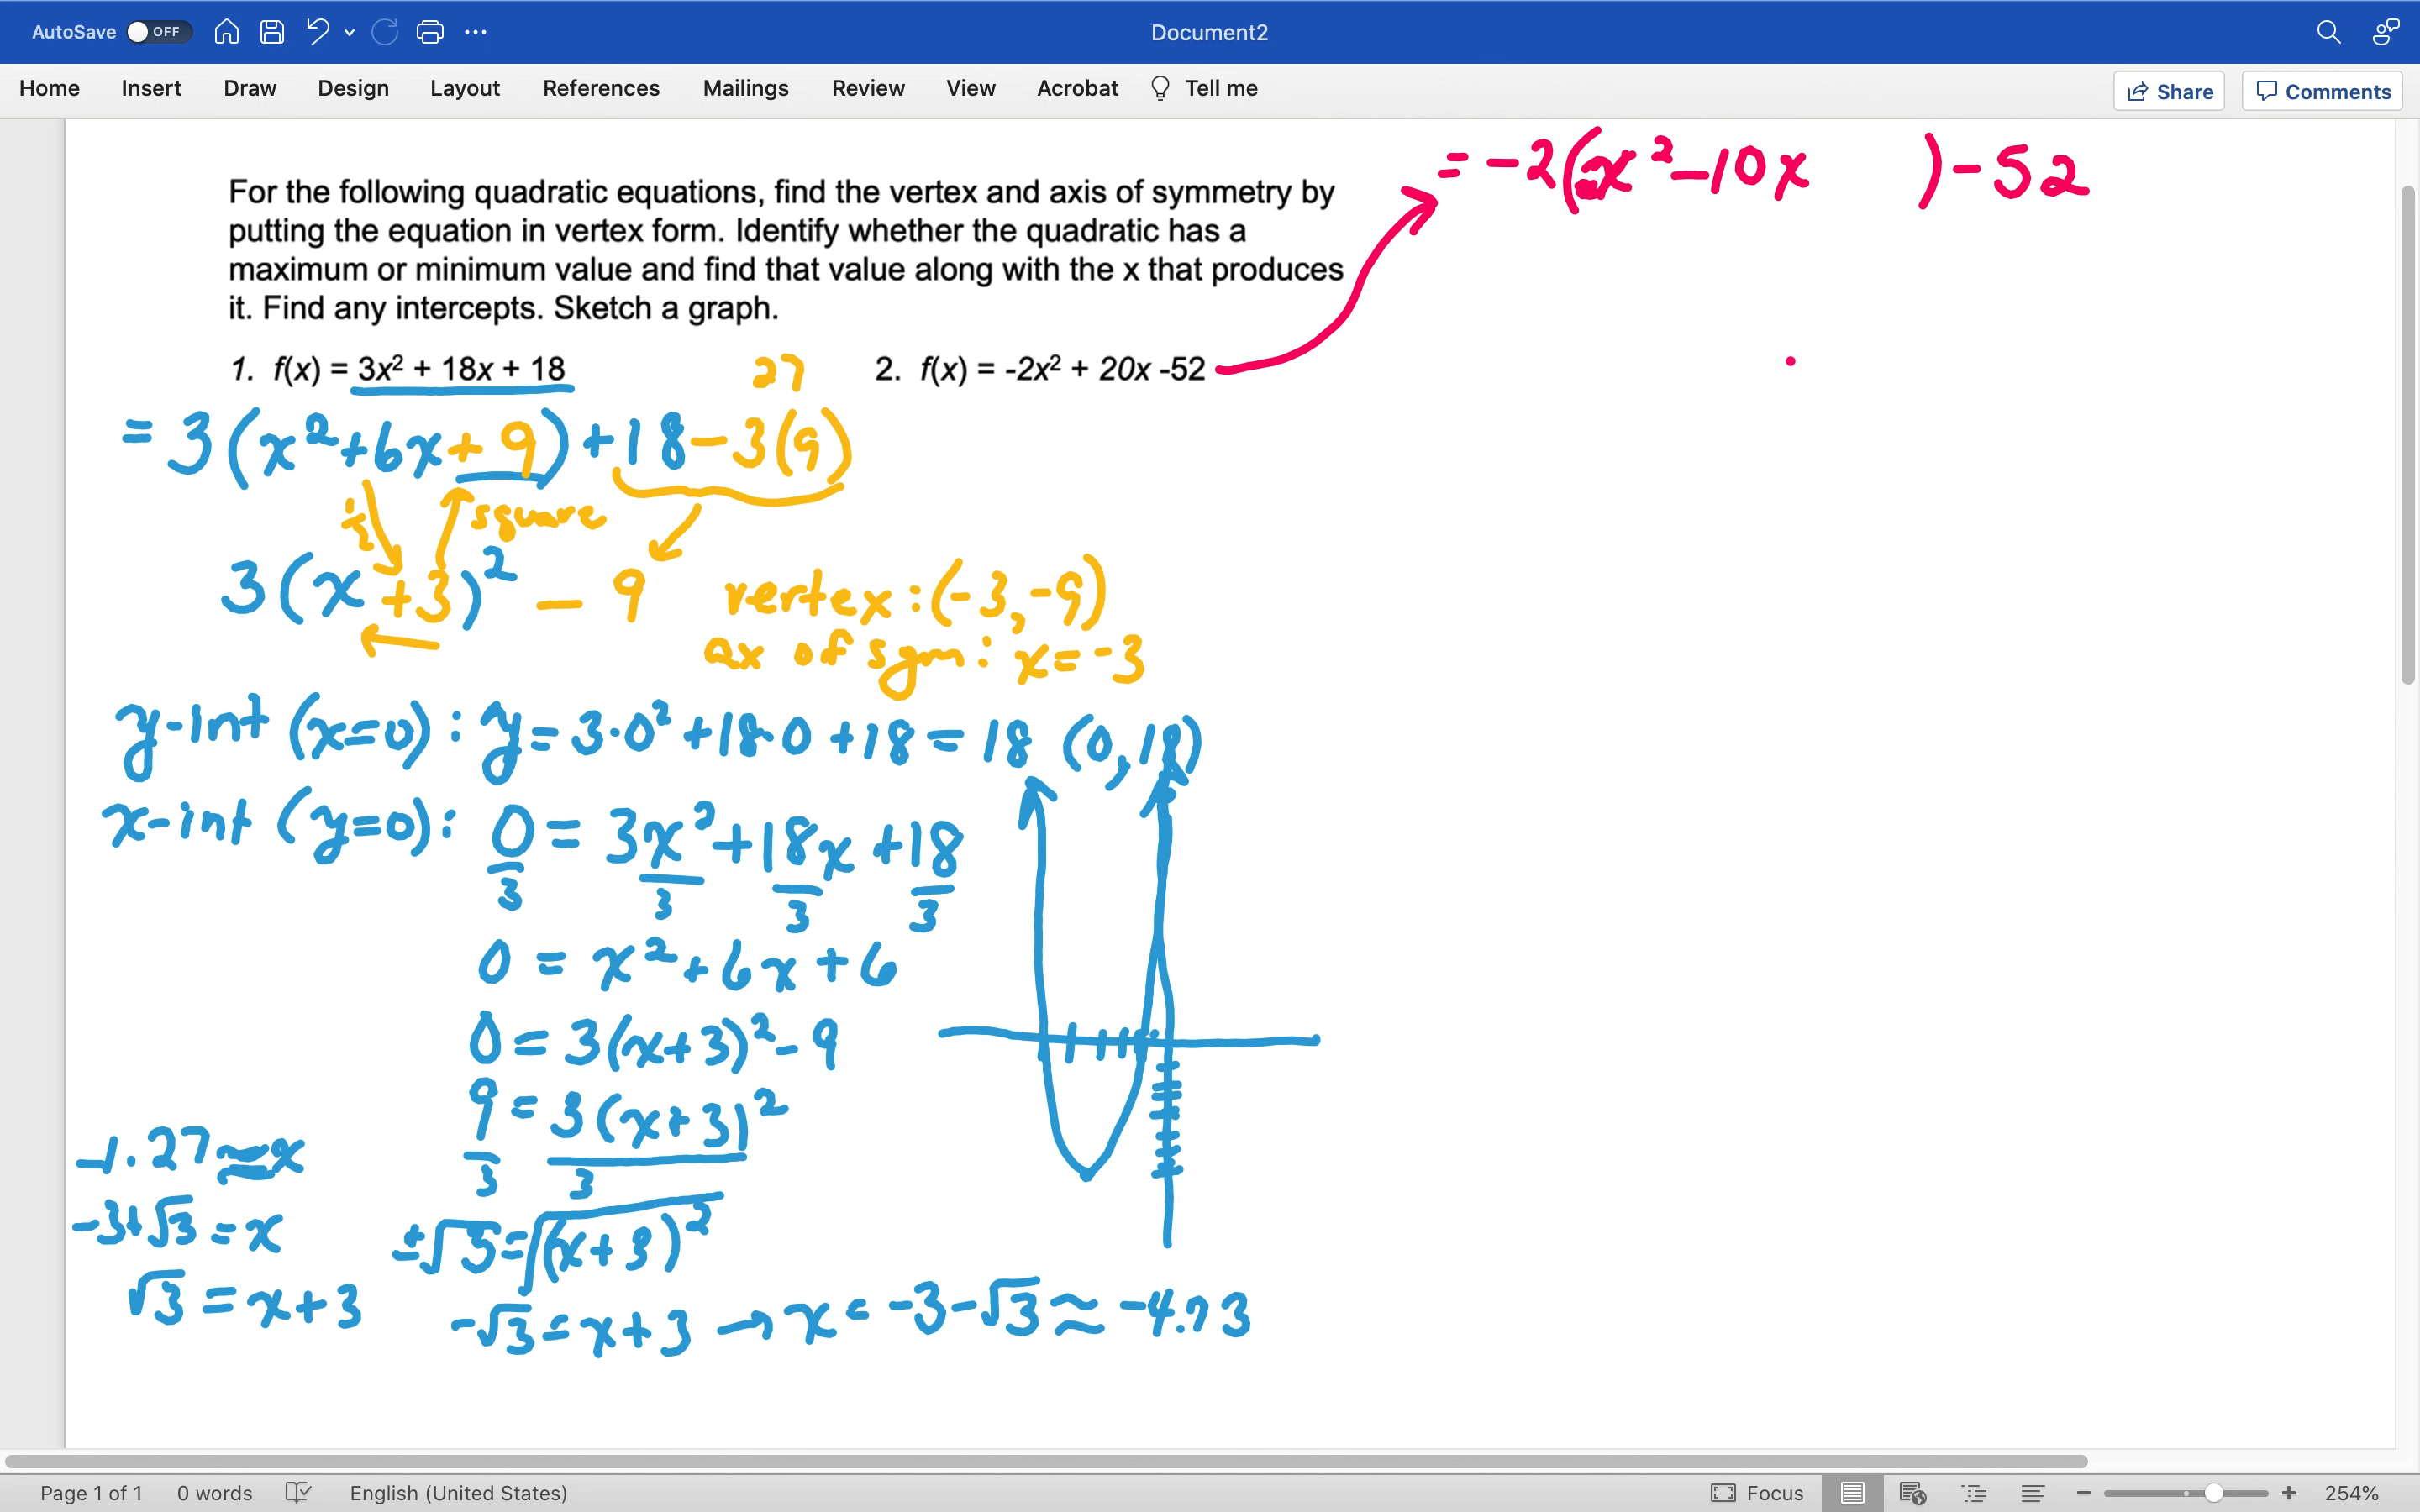 AutoSave OFF Document2
Home Insert Draw Design Layout References Mailings Review View Acrobat Tell me Share Comments
= -2(x² -10x ) -52
For the following quadratic equations, find the vertex and axis of symmetry by
putting the equation in vertex form. Identify whether the quadratic has a
maximum or minimum value and find that value along with the x that produces
it. Find any intercepts. Sketch a graph.
1. f(x) = 3x² + 18x + 18
27
2. f(x) = -2x² + 20x -52
= 3(x²+6x+9)+18-3(9)
½ square
3(x+3)² - 9
vertex: (-3,-9)
ax of sym: x=-3
y-int (x=0): y=3·0²+18·0+18=18 (0,18)
x-int (y=0): 0 = 3x²+18x+18
3 3 3 3
0 = x²+6x+6
0=3(x+3)²-9
9=3(x+3)²
3 3
-1.27≈x
-3+√3=x
±√3=√(x+3)²
√3=x+3
-√3=x+3→x=-3-√3≈-4.73
Page 1 of 1 0 words English (United States) Focus 254%